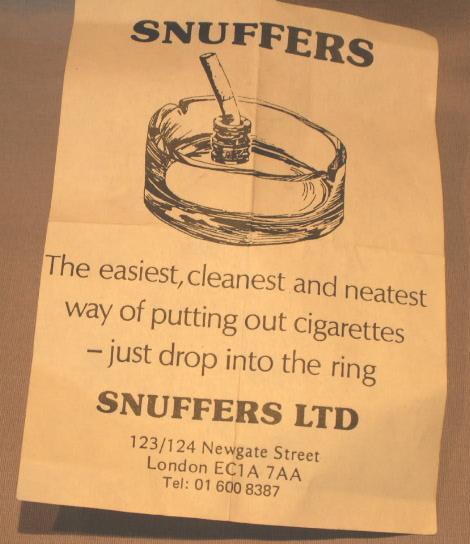 SNUFFERS
The easiest, cleanest and neatest
way of putting out cigarettes
– just drop into the ring
SNUFFERS LTD
123/124 Newgate Street
London EC1A 7AA
Tel: 01 600 8387